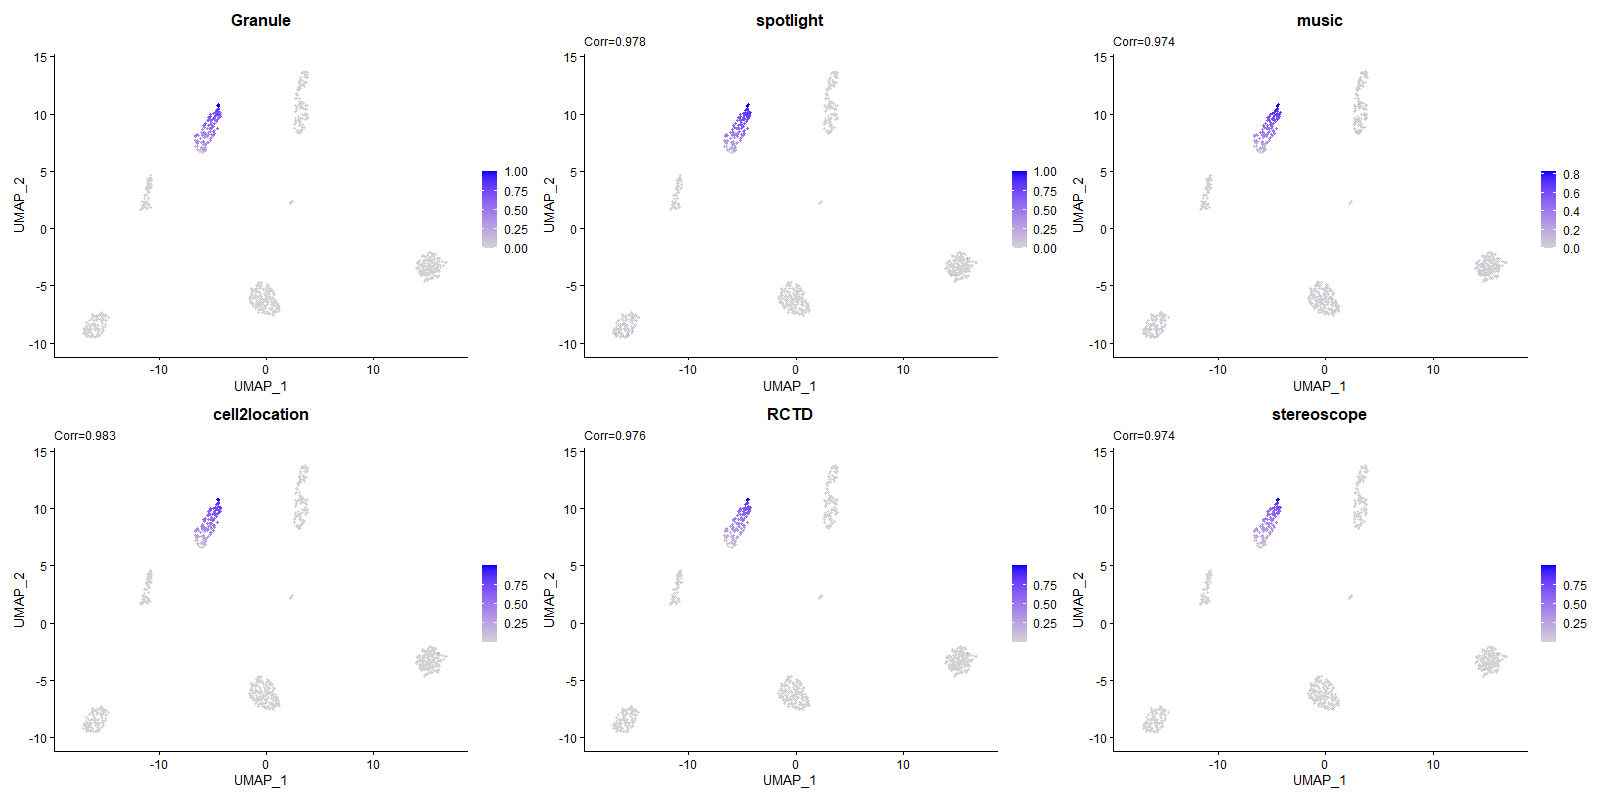 Granule
15
10
5
0
-5
-10
UMAP_2
-10 0 10
UMAP_1
1.00
0.75
0.50
0.25
0.00
spotlight
Corr=0.978
15
10
5
0
-5
-10
UMAP_2
-10 0 10
UMAP_1
1.00
0.75
0.50
0.25
0.00
music
Corr=0.974
15
10
5
0
-5
-10
UMAP_2
-10 0 10
UMAP_1
0.8
0.6
0.4
0.2
0.0
cell2location
Corr=0.983
15
10
5
0
-5
-10
UMAP_2
-10 0 10
UMAP_1
0.75
0.50
0.25
RCTD
Corr=0.976
15
10
5
0
-5
-10
UMAP_2
-10 0 10
UMAP_1
0.75
0.50
0.25
stereoscope
Corr=0.974
15
10
5
0
-5
-10
UMAP_2
-10 0 10
UMAP_1
0.75
0.50
0.25